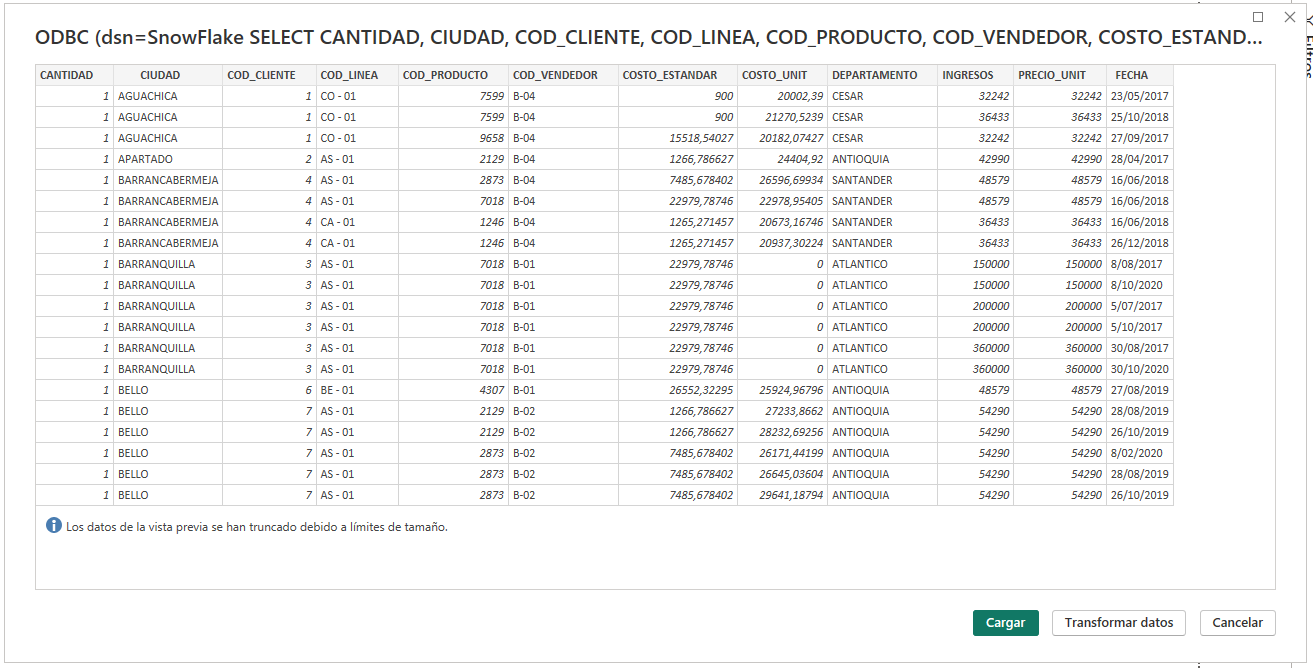 ODBC (dsn=SnowFlake SELECT CANTIDAD, CIUDAD, COD_CLIENTE, COD_LINEA, COD_PRODUCTO, COD_VENDEDOR, COSTO_ESTAND...
CANTIDAD CIUDAD COD_CLIENTE COD_LINEA COD_PRODUCTO COD_VENDEDOR COSTO_ESTANDAR COSTO_UNIT DEPARTAMENTO INGRESOS PRECIO_UNIT FECHA
1 AGUACHICA 1 CO - 01 7599 B-04 900 20002,39 CESAR 32242 32242 23/05/2017
1 AGUACHICA 1 CO - 01 7599 B-04 900 21270,5239 CESAR 36433 36433 25/10/2018
1 AGUACHICA 1 CO - 01 9658 B-04 15518,54027 20182,07427 CESAR 32242 32242 27/09/2017
1 APARTADO 2 AS - 01 2129 B-04 1266,786627 24404,92 ANTIOQUIA 42990 42990 28/04/2017
1 BARRANCABERMEJA 4 AS - 01 2873 B-04 7485,678402 26596,69934 SANTANDER 48579 48579 16/06/2018
1 BARRANCABERMEJA 4 AS - 01 7018 B-04 22979,78746 22978,95405 SANTANDER 48579 48579 16/06/2018
1 BARRANCABERMEJA 4 CA - 01 1246 B-04 1265,271457 20673,16746 SANTANDER 36433 36433 16/06/2018
1 BARRANCABERMEJA 4 CA - 01 1246 B-04 1265,271457 20937,30224 SANTANDER 36433 36433 26/12/2018
1 BARRANQUILLA 3 AS - 01 7018 B-01 22979,78746 0 ATLANTICO 150000 150000 8/08/2017
1 BARRANQUILLA 3 AS - 01 7018 B-01 22979,78746 0 ATLANTICO 150000 150000 8/10/2020
1 BARRANQUILLA 3 AS - 01 7018 B-01 22979,78746 0 ATLANTICO 200000 200000 5/07/2017
1 BARRANQUILLA 3 AS - 01 7018 B-01 22979,78746 0 ATLANTICO 200000 200000 5/10/2017
1 BARRANQUILLA 3 AS - 01 7018 B-01 22979,78746 0 ATLANTICO 360000 360000 30/08/2017
1 BARRANQUILLA 3 AS - 01 7018 B-01 22979,78746 0 ATLANTICO 360000 360000 30/10/2020
1 BELLO 6 BE - 01 4307 B-01 26552,32295 25924,96796 ANTIOQUIA 48579 48579 27/08/2019
1 BELLO 7 AS - 01 2129 B-02 1266,786627 27233,8662 ANTIOQUIA 54290 54290 28/08/2019
1 BELLO 7 AS - 01 2129 B-02 1266,786627 28232,69256 ANTIOQUIA 54290 54290 26/10/2019
1 BELLO 7 AS - 01 2873 B-02 7485,678402 26171,44199 ANTIOQUIA 54290 54290 8/02/2020
1 BELLO 7 AS - 01 2873 B-02 7485,678402 26645,03604 ANTIOQUIA 54290 54290 28/08/2019
1 BELLO 7 AS - 01 2873 B-02 7485,678402 29641,18794 ANTIOQUIA 54290 54290 26/10/2019
Los datos de la vista previa se han truncado debido a límites de tamaño.
Cargar Transformar datos Cancelar